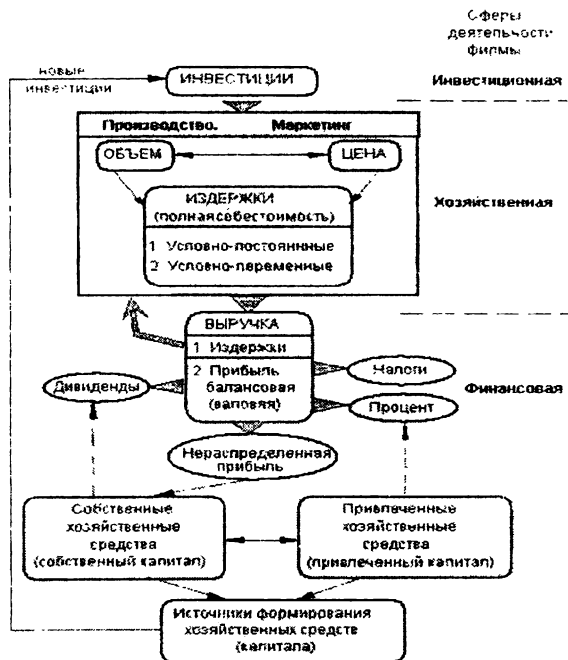 Сферы
деятельности
фирмы
новые
инвестиции
ИНВЕСТИЦИИ
Инвестиционная
Производство. Маркетинг
ОБЪЕМ
ЦЕНА
ИЗДЕРЖКИ
(полнаясебестоимость)
1 Условно-постоянные
2 Условно-переменные
Хозяйственная
ВЫРУЧКА
1 Издержки
2 Прибыль
балансовая
(валовая)
Дивиденды
Налоги
Процент
Финансовая
Нераспределенная
прибыль
Собственные
хозяйственные
средства
(собственный капитал)
Привлеченные
хозяйственные
средства
(привлеченный капитал)
Источники формирования
хозяйственных средств
(капитала)